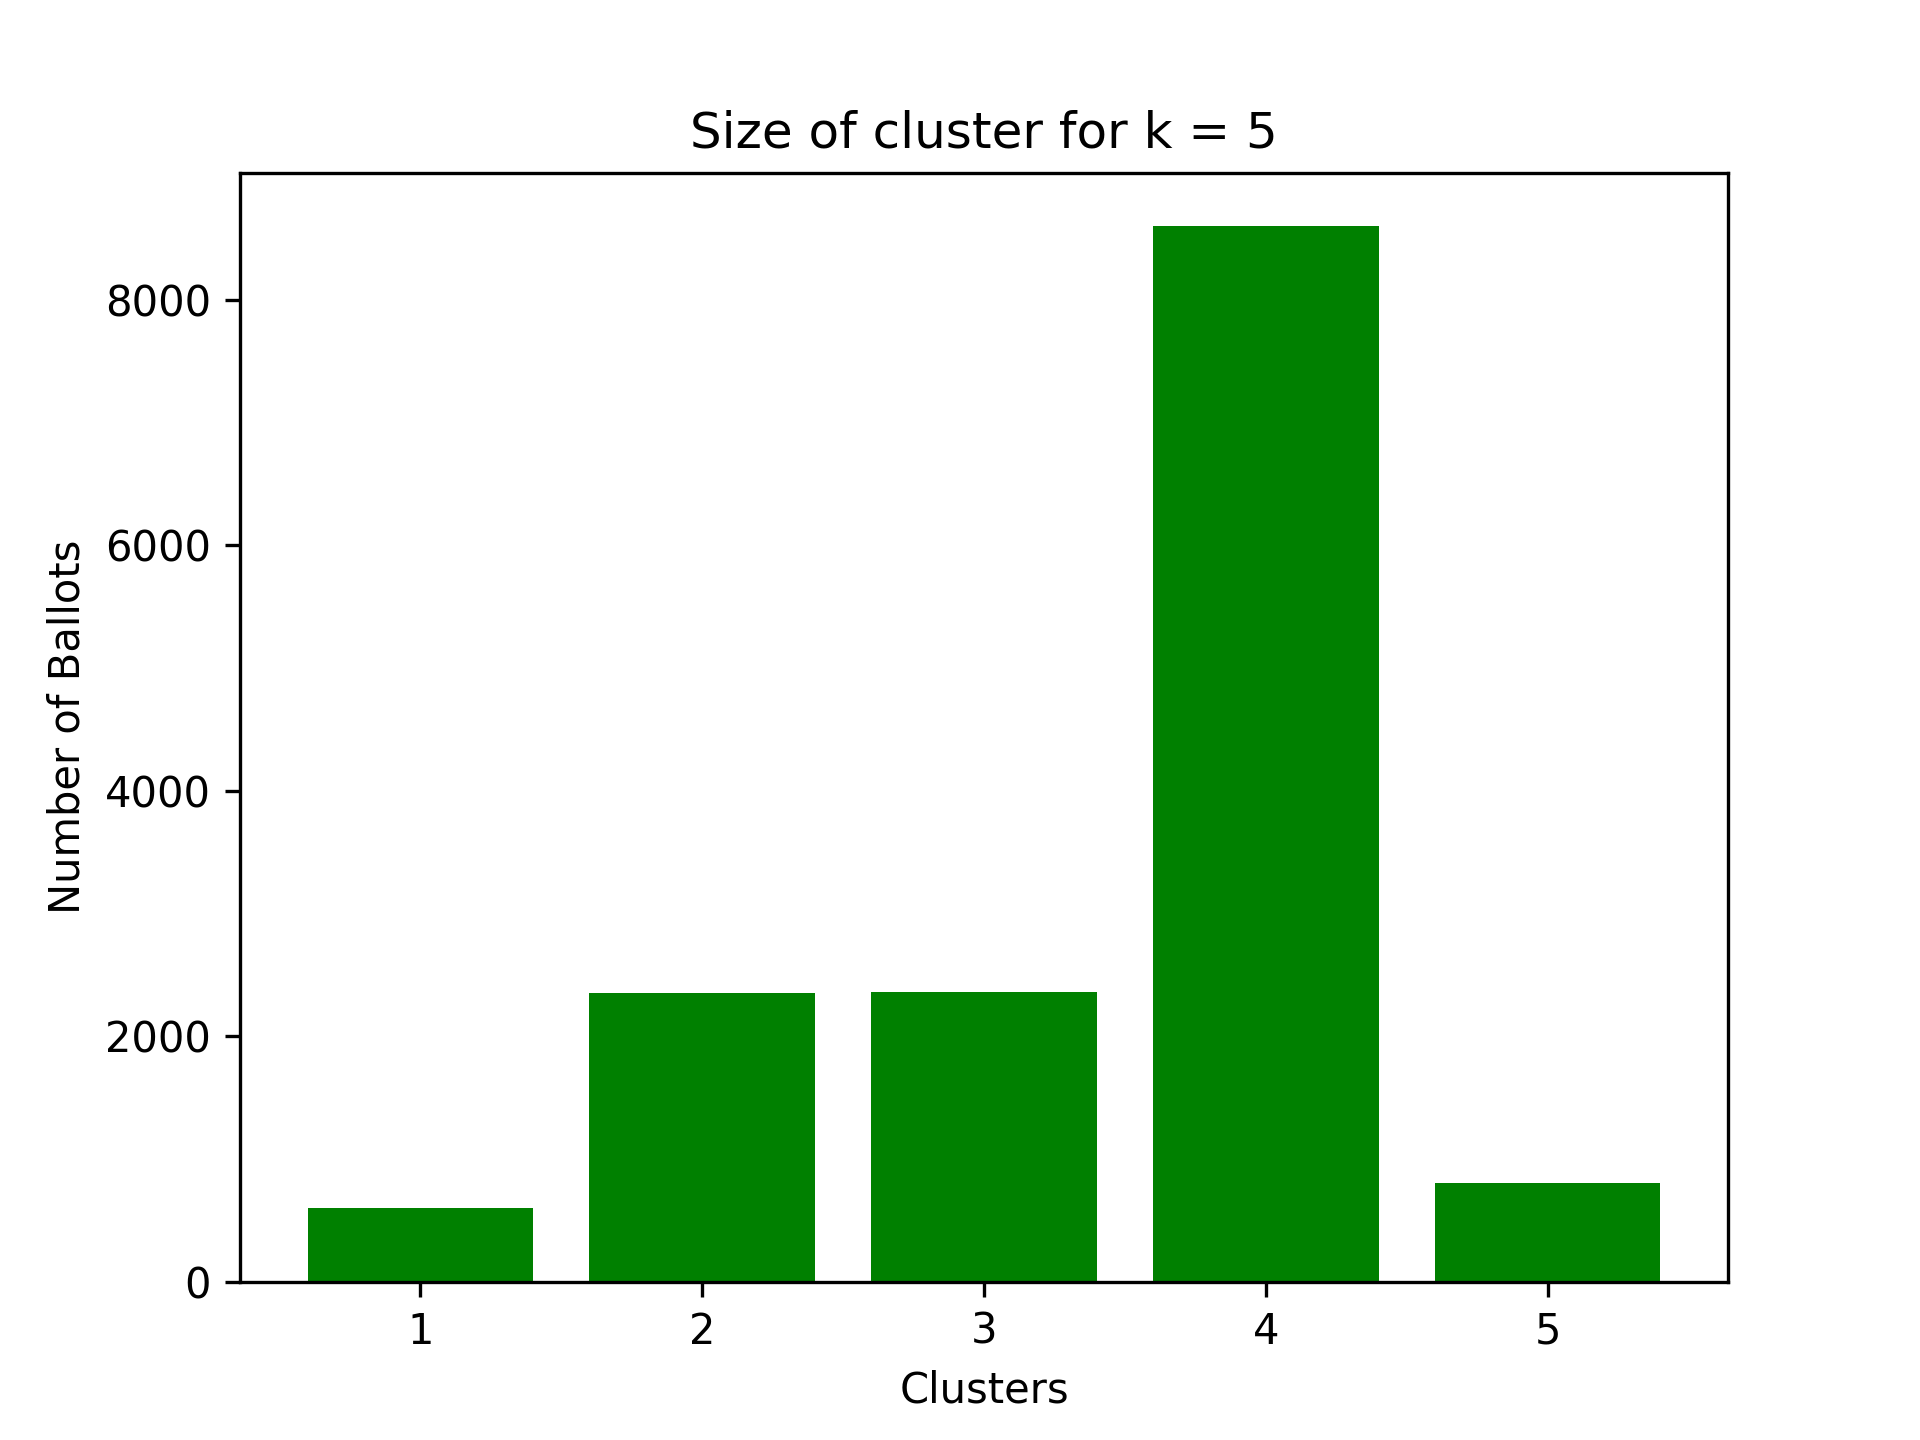 Size of cluster for k = 5
8000
6000
4000
2000
0
Number of Ballots
1 2 3 4 5
Clusters